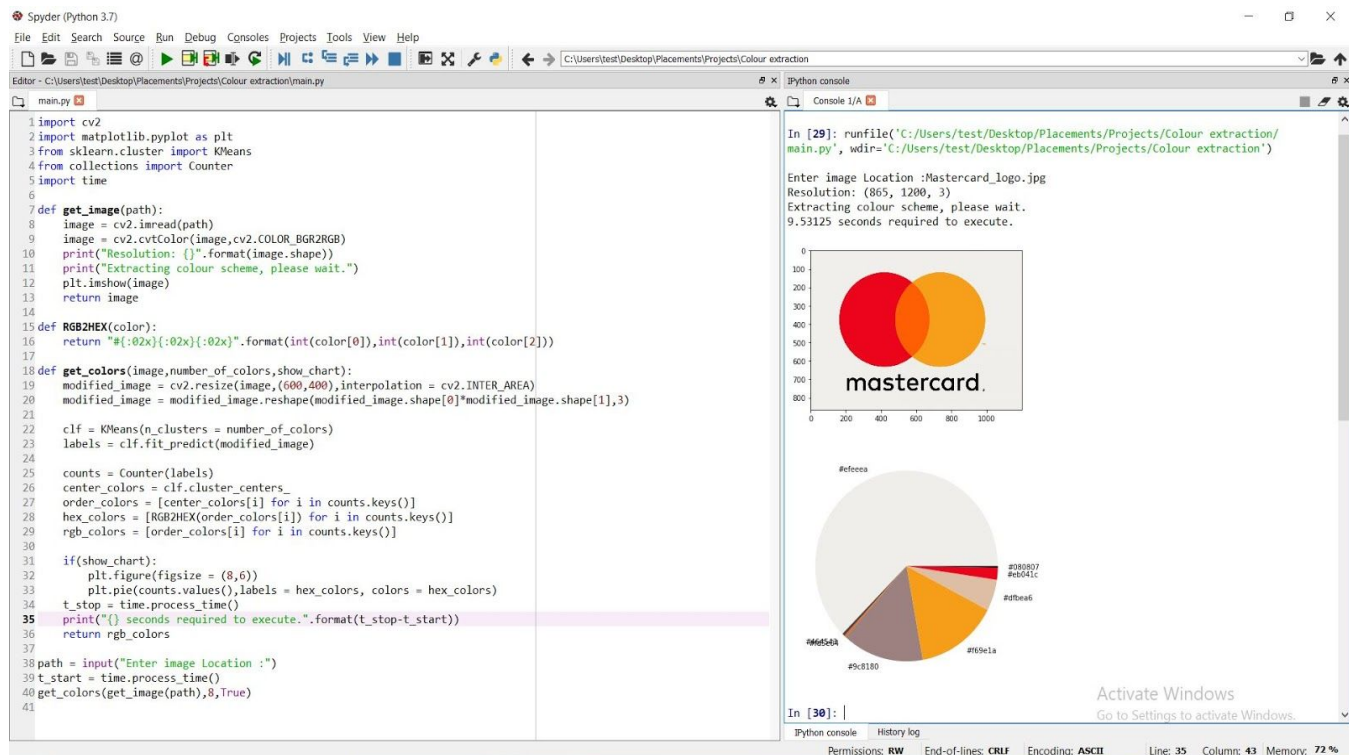 Spyder (Python 3.7)
File Edit Search Source Run Debug Consoles Projects Tools View Help
C:\Users\test\Desktop\Placements\Projects\Colour extraction
Editor - C:\Users\test\Desktop\Placements\Projects\Colour extraction\main.py
main.py
1 import cv2
2 import matplotlib.pyplot as plt
3 from sklearn.cluster import KMeans
4 from collections import Counter
5 import time
6
7 def get_image(path):
8     image = cv2.imread(path)
9     image = cv2.cvtColor(image,cv2.COLOR_BGR2RGB)
10     print("Resolution: {}".format(image.shape))
11     print("Extracting colour scheme, please wait.")
12     plt.imshow(image)
13     return image
14
15 def RGB2HEX(color):
16     return "#{:02x}{:02x}{:02x}".format(int(color[0]),int(color[1]),int(color[2]))
17
18 def get_colors(image,number_of_colors,show_chart):
19     modified_image = cv2.resize(image,(600,400),interpolation = cv2.INTER_AREA)
20     modified_image = modified_image.reshape(modified_image.shape[0]*modified_image.shape[1],3)
21
22     clf = KMeans(n_clusters = number_of_colors)
23     labels = clf.fit_predict(modified_image)
24
25     counts = Counter(labels)
26     center_colors = clf.cluster_centers_
27     order_colors = [center_colors[i] for i in counts.keys()]
28     hex_colors = [RGB2HEX(order_colors[i]) for i in counts.keys()]
29     rgb_colors = [order_colors[i] for i in counts.keys()]
30
31     if(show_chart):
32         plt.figure(figsize = (8,6))
33         plt.pie(counts.values(),labels = hex_colors, colors = hex_colors)
34     t_stop = time.process_time()
35     print("{} seconds required to execute.".format(t_stop-t_start))
36     return rgb_colors
37
38 path = input("Enter image Location :")
39 t_start = time.process_time()
40 get_colors(get_image(path),8,True)
41
IPython console
Console 1/A
In [29]: runfile('C:/Users/test/Desktop/Placements/Projects/Colour extraction/
main.py', wdir='C:/Users/test/Desktop/Placements/Projects/Colour extraction')
Enter image Location :Mastercard_logo.jpg
Resolution: (865, 1200, 3)
Extracting colour scheme, please wait.
9.53125 seconds required to execute.
0
100
200
300
400
500
600
700
800
mastercard.
0 200 400 600 800 1000
#efeeea
#080807
#eb041c
#dfbea6
#f69e1a
#9c8180
Activate Windows
Go to Settings to activate Windows.
In [30]:
IPython console History log
Permissions: RW End-of-lines: CRLF Encoding: ASCII Line: 35 Column: 43 Memory: 72 %